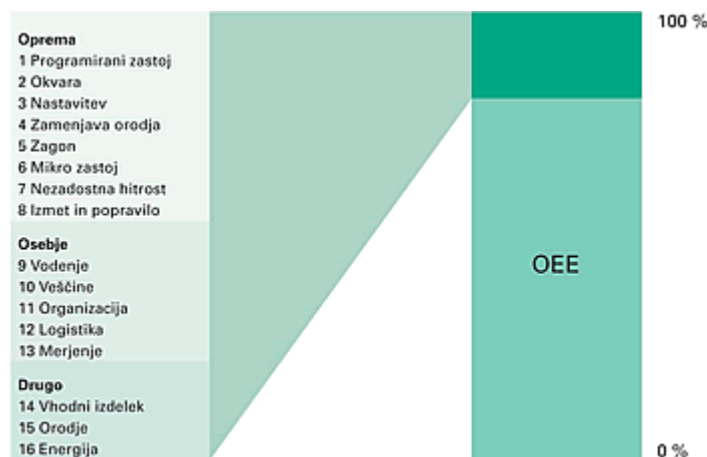 Oprema
1 Programirani zastoj
2 Okvara
3 Nastavitev
4 Zamenjava orodja
5 Zagon
6 Mikro zastoj
7 Nezadostna hitrost
8 Izmet in popravilo
Osebje
9 Vodenje
10 Veščine
11 Organizacija
12 Logistika
13 Merjenje
Drugo
14 Vhodni izdelek
15 Orodje
16 Energija
100 %
OEE
0 %